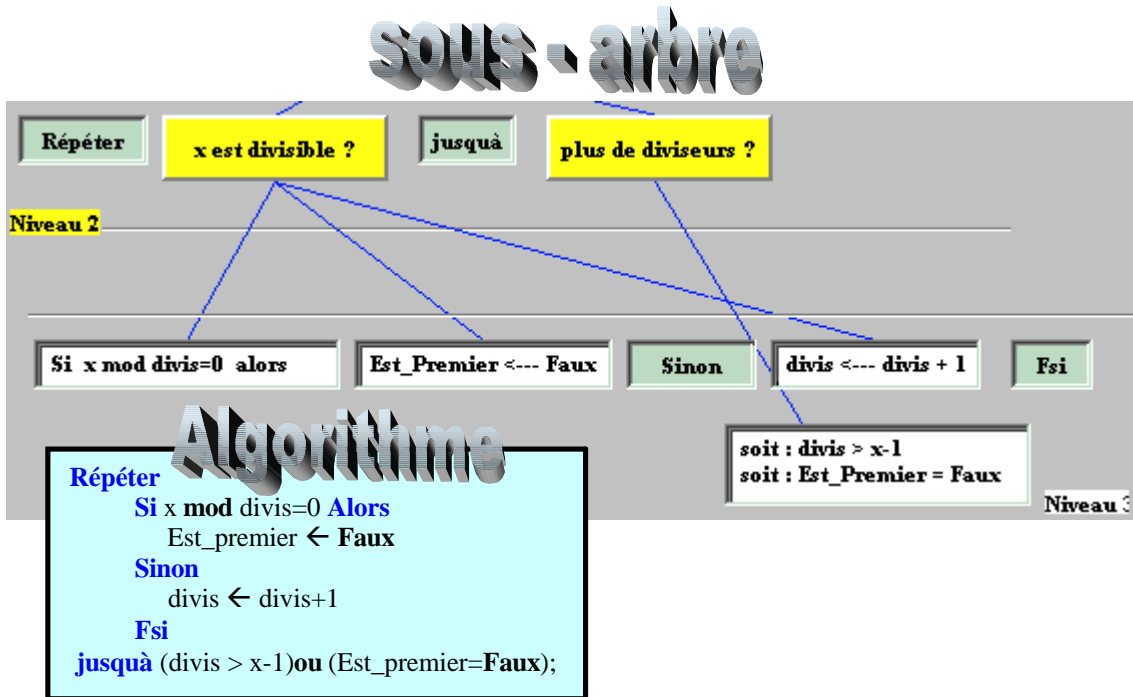 sous - arbre
Répéter
x est divisible ?
jusquà
plus de diviseurs ?
Niveau 2
Si x mod divis=0 alors
Est_Premier <--- Faux
Sinon
divis <--- divis + 1
Fsi
soit : divis > x-1
soit : Est_Premier = Faux
Niveau 3
Algorithme
Répéter
Si x mod divis=0 Alors
Est_premier ← Faux
Sinon
divis ← divis+1
Fsi
jusquà (divis > x-1)ou (Est_premier=Faux);